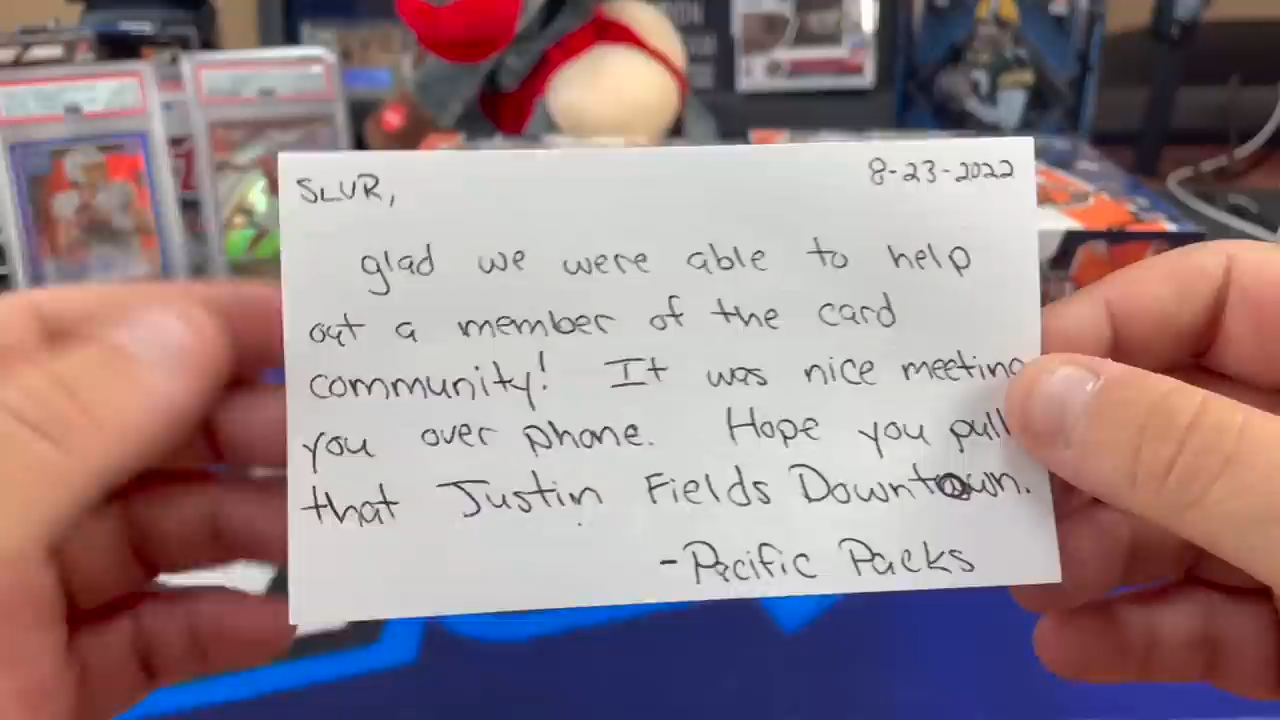 SLVR,
8-23-2022
glad we were able to help
out a member of the card
community! It was nice meeting
you over phone. Hope you pull
that Justin Fields Downtown.
-Pacific Packs